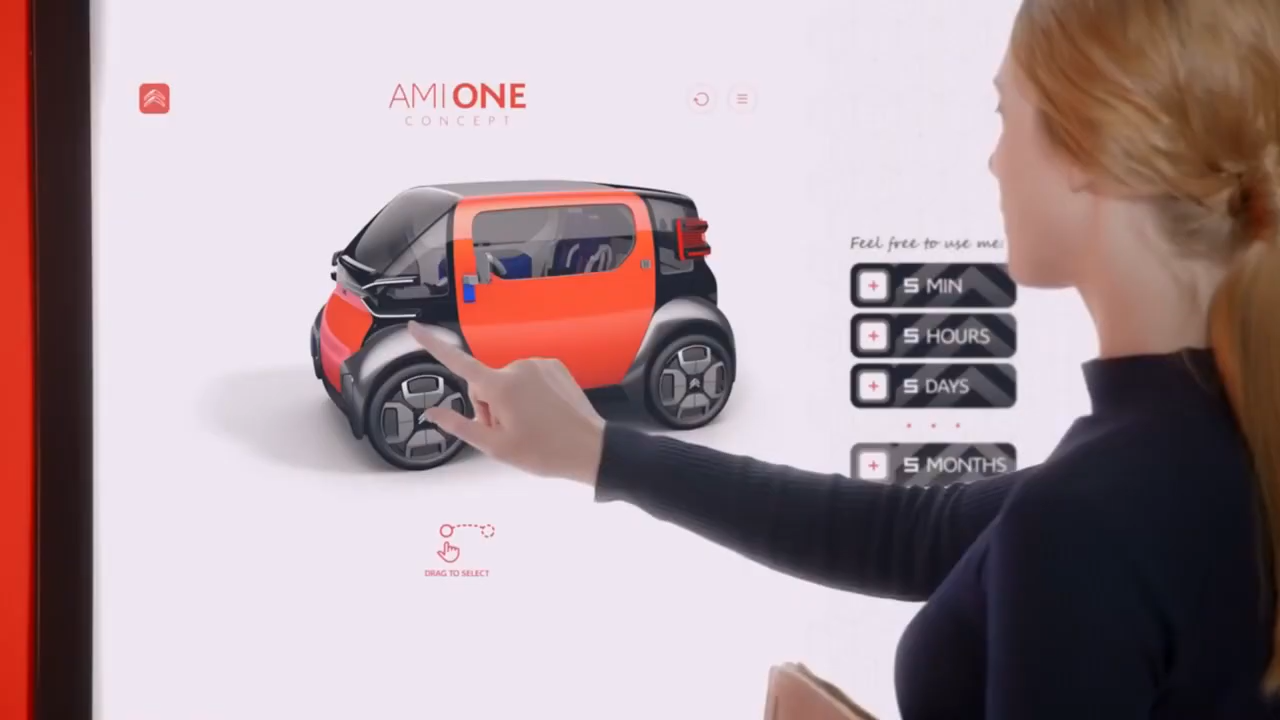 AMI ONE
CONCEPT
Feel free to use me:
5 MIN
5 HOURS
5 DAYS
5 MONTHS
DRAG TO SELECT